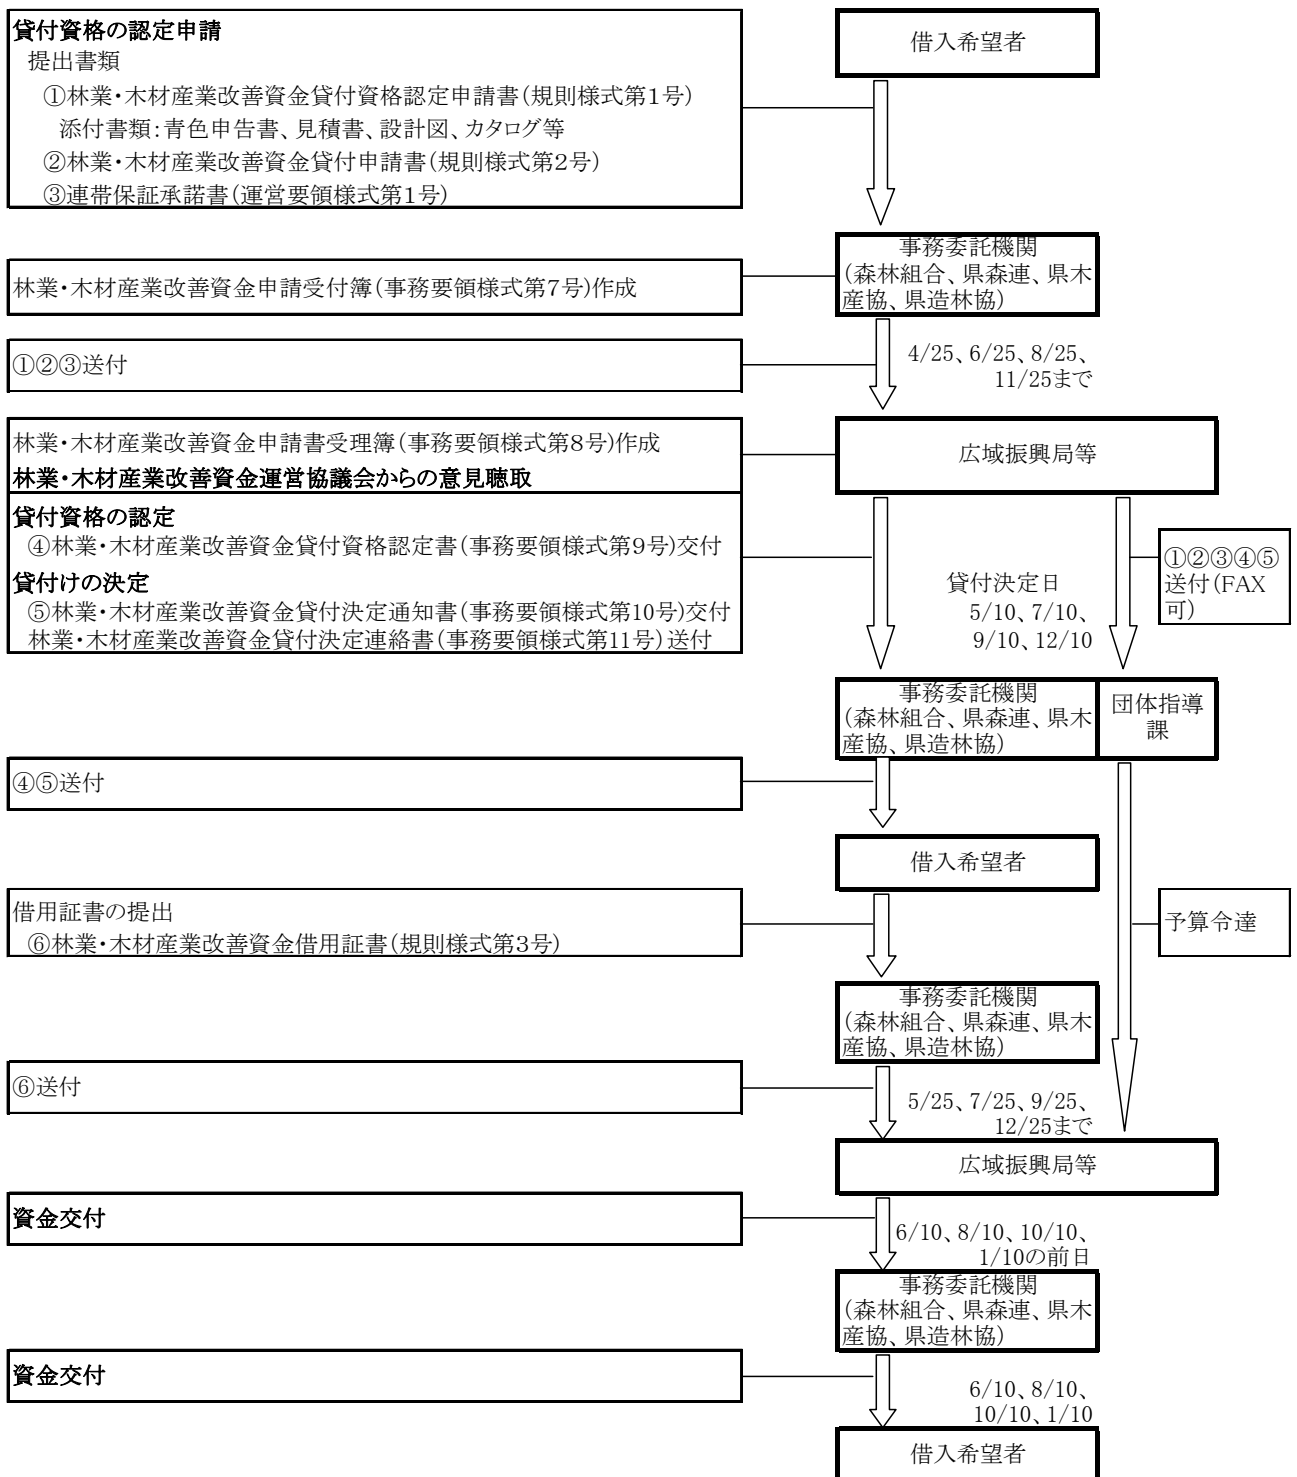 貸付資格の認定申請
提出書類
①林業・木材産業改善資金貸付資格認定申請書(規則様式第1号)
添付書類:青色申告書、見積書、設計図、カタログ等
②林業・木材産業改善資金貸付申請書(規則様式第2号)
③連帯保証承諾書(運営要領様式第1号)
借入希望者
事務委託機関
(森林組合、県森連、県木
産協、県造林協)
林業・木材産業改善資金申請受付簿(事務要領様式第7号)作成
①②③送付
4/25、6/25、8/25、
11/25まで
林業・木材産業改善資金申請書受理簿(事務要領様式第8号)作成
林業・木材産業改善資金運営協議会からの意見聴取
広域振興局等
貸付資格の認定
④林業・木材産業改善資金貸付資格認定書(事務要領様式第9号)交付
貸付けの決定
⑤林業・木材産業改善資金貸付決定通知書(事務要領様式第10号)交付
林業・木材産業改善資金貸付決定連絡書(事務要領様式第11号)送付
貸付決定日
5/10、7/10、
9/10、12/10
①②③④⑤
送付(FAX
可)
事務委託機関
(森林組合、県森連、県木
産協、県造林協)
団体指導
課
④⑤送付
借入希望者
借用証書の提出
⑥林業・木材産業改善資金借用証書(規則様式第3号)
予算令達
事務委託機関
(森林組合、県森連、県木
産協、県造林協)
⑥送付
5/25、7/25、9/25、
12/25まで
広域振興局等
資金交付
6/10、8/10、10/10、
1/10の前日
事務委託機関
(森林組合、県森連、県木
産協、県造林協)
資金交付
6/10、8/10、
10/10、1/10
借入希望者